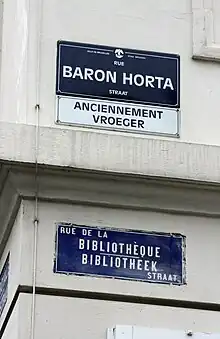 RUE
BARON HORTA
STRAAT
ANCIENNEMENT
VROEGER
RUE DE LA
BIBLIOTHÈQUE
BIBLIOTHEEK
STRAAT